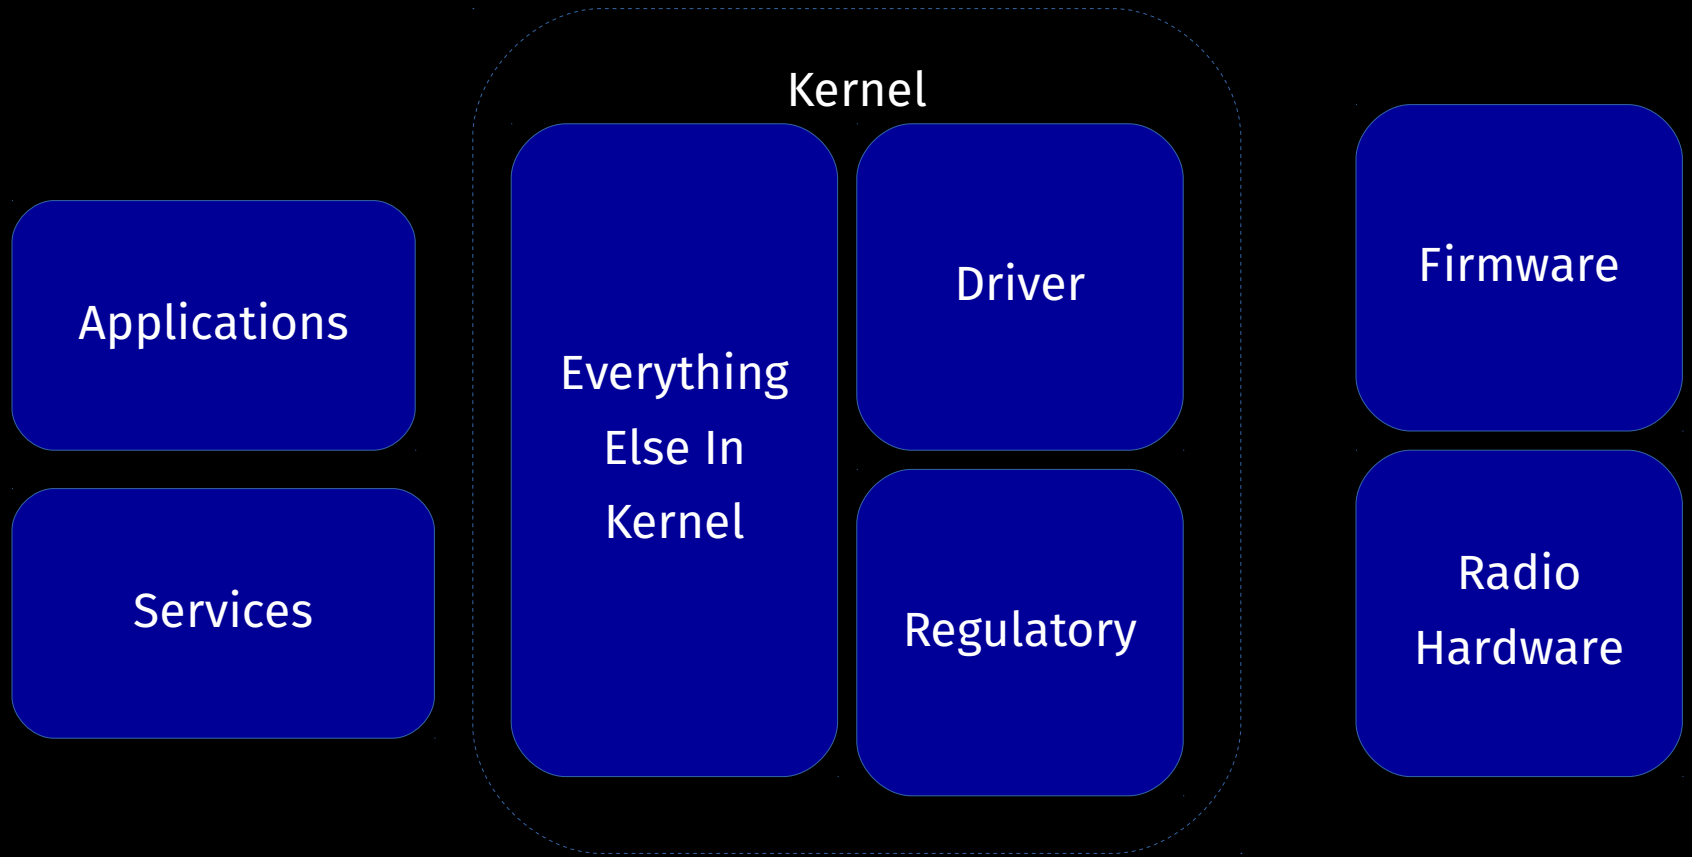 Kernel
Applications
Services
Everything
Else In
Kernel
Driver
Regulatory
Firmware
Radio
Hardware